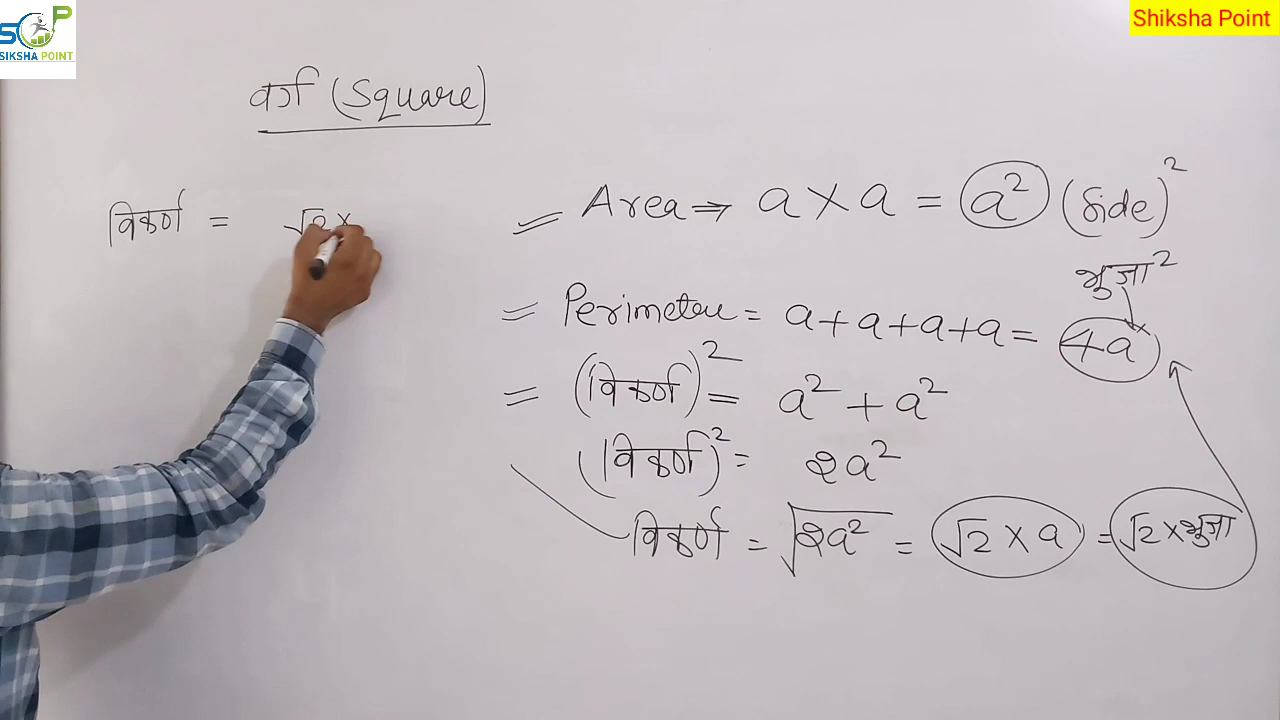 SP
SIKSHA POINT
Shiksha Point
वर्ग (Square)
विकर्ण = √2 ×
= Area ⇒ a × a = a² (Side)²
भुजा²
= Perimeter = a + a + a + a = 4a
= (विकर्ण)² = a² + a²
(विकर्ण)² = 2a²
विकर्ण = √2a² = √2 × a = √2 × भुजा